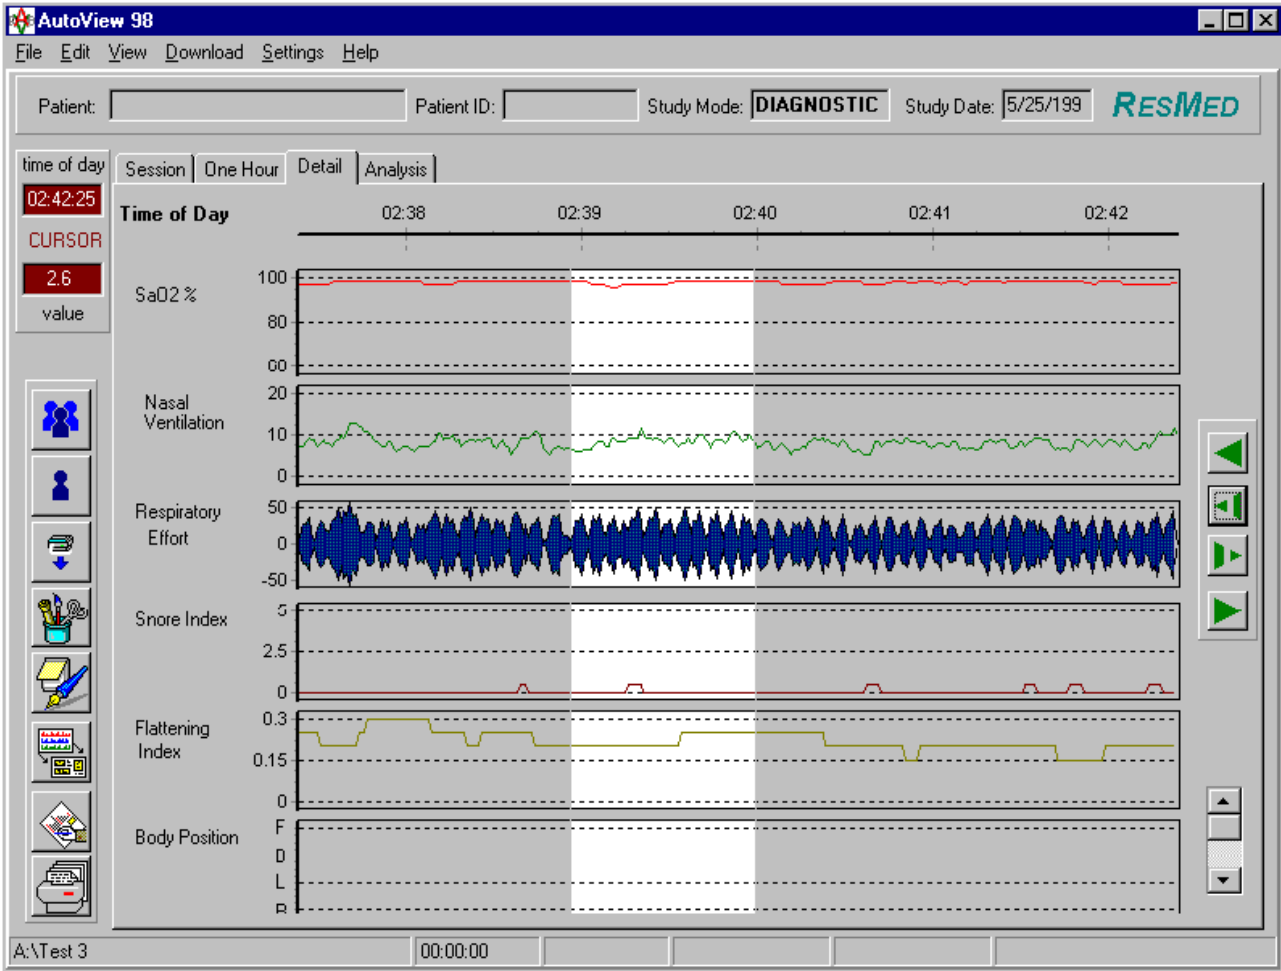 AutoView 98
File Edit View Download Settings Help
Patient: Patient ID: Study Mode: DIAGNOSTIC Study Date: 5/25/199 RESMED
time of day
02:42:25
CURSOR
2.6
value
Session One Hour Detail Analysis
Time of Day 02:38 02:39 02:40 02:41 02:42
SaO2 %
100
80
60
Nasal
Ventilation
20
10
0
Respiratory
Effort
50
0
-50
Snore Index
5
2.5
0
Flattening
Index
0.3
0.15
0
Body Position
F
D
L
R
A:\Test 3 00:00:00